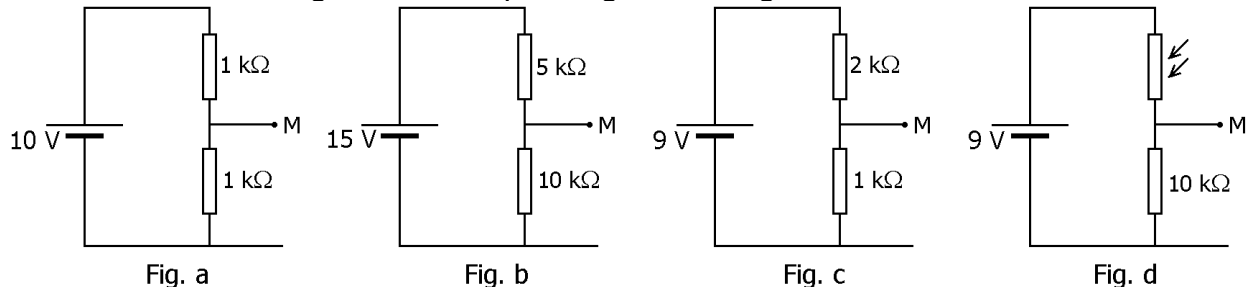 1 kΩ
10 V
M
1 kΩ
Fig. a
5 kΩ
15 V
M
10 kΩ
Fig. b
2 kΩ
9 V
M
1 kΩ
Fig. c
9 V
M
10 kΩ
Fig. d